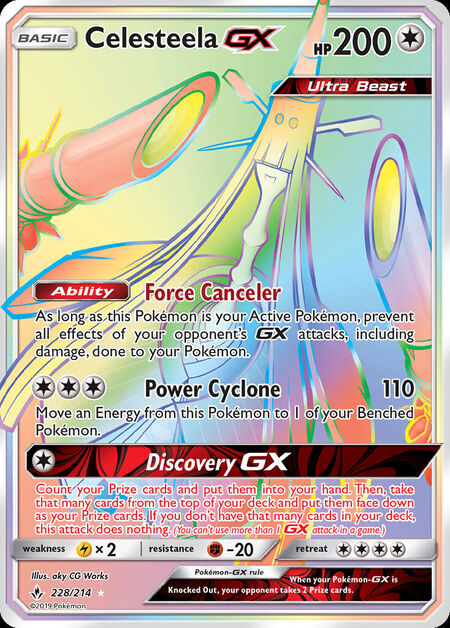 BASIC Celesteela GX HP 200
Ultra Beast
Ability Force Canceler
As long as this Pokémon is your Active Pokémon, prevent
all effects of your opponent's GX attacks, including
damage, done to your Pokémon.
Power Cyclone 110
Move an Energy from this Pokémon to 1 of your Benched
Pokémon.
Discovery GX
Count your Prize cards and put them into your hand. Then, take
that many cards from the top of your deck and put them face down
as your Prize cards. If you don't have that many cards in your deck,
this attack does nothing. (You can't use more than 1 GX attack in a game.)
weakness ×2 resistance -20 retreat
Illus. aky CG Works
Pokémon-GX rule
228/214
When your Pokémon-GX is
Knocked Out, your opponent takes 2 Prize cards.
©2019 Pokémon